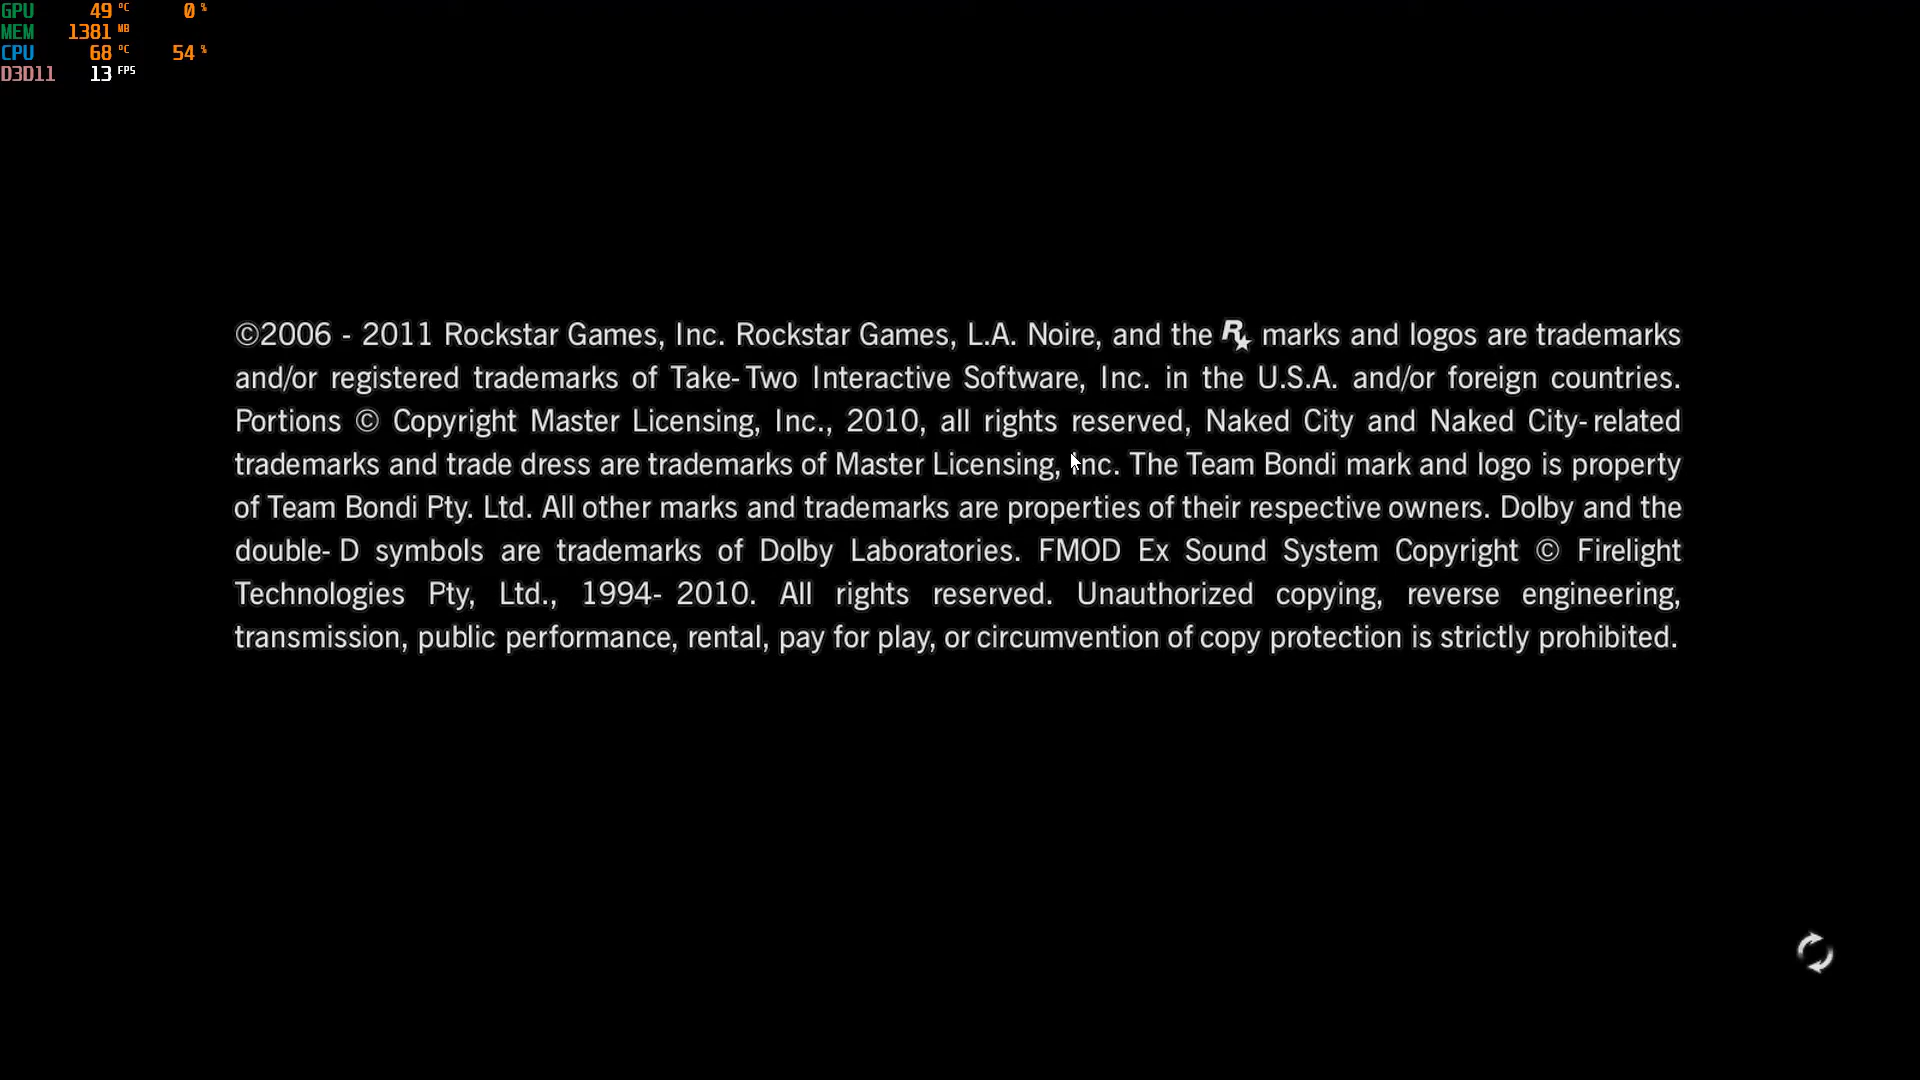 GPU 49 °C 0 %
MEM 1381 MB
CPU 68 °C 54 %
D3D11 13 FPS
©2006 - 2011 Rockstar Games, Inc. Rockstar Games, L.A. Noire, and the R★ marks and logos are trademarks
and/or registered trademarks of Take-Two Interactive Software, Inc. in the U.S.A. and/or foreign countries.
Portions © Copyright Master Licensing, Inc., 2010, all rights reserved, Naked City and Naked City-related
trademarks and trade dress are trademarks of Master Licensing, Inc. The Team Bondi mark and logo is property
of Team Bondi Pty. Ltd. All other marks and trademarks are properties of their respective owners. Dolby and the
double-D symbols are trademarks of Dolby Laboratories. FMOD Ex Sound System Copyright © Firelight
Technologies Pty, Ltd., 1994-2010. All rights reserved. Unauthorized copying, reverse engineering,
transmission, public performance, rental, pay for play, or circumvention of copy protection is strictly prohibited.